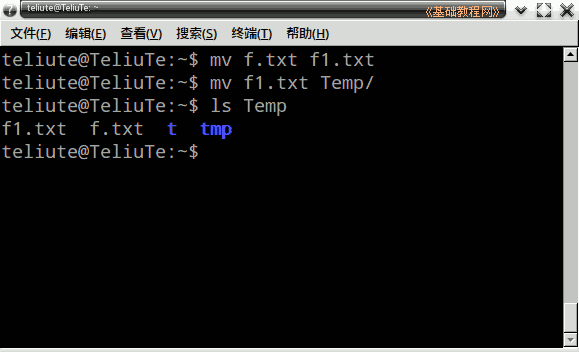 teliute@TeliuTe: ~
《基础教程网》
文件(F) 编辑(E) 查看(V) 搜索(S) 终端(T) 帮助(H)
teliute@TeliuTe:~$ mv f.txt f1.txt
teliute@TeliuTe:~$ mv f1.txt Temp/
teliute@TeliuTe:~$ ls Temp
f1.txt f.txt t tmp
teliute@TeliuTe:~$